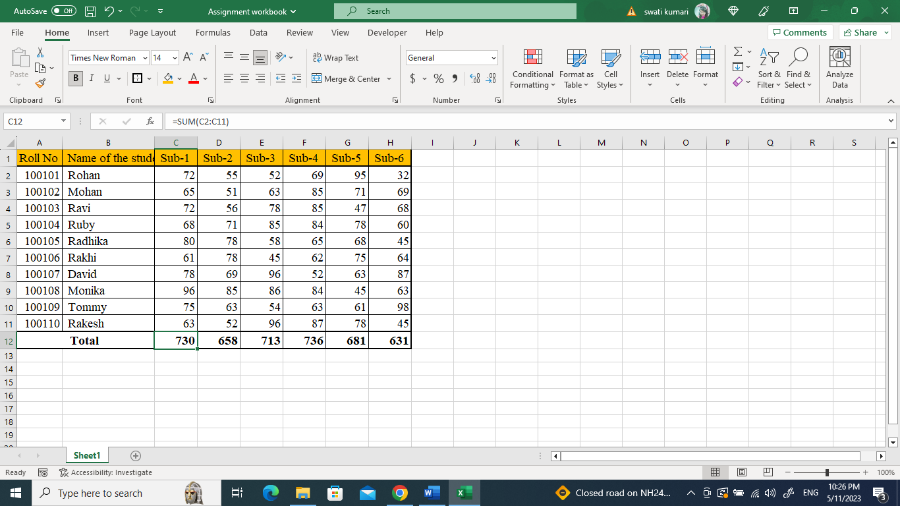 AutoSave Off Assignment workbook Search swati kumari
File Home Insert Page Layout Formulas Data Review View Developer Help Comments Share
Paste Times New Roman 14 Wrap Text General Conditional Formatting Format as Table Cell Styles Insert Delete Format Sort & Filter Find & Select Analyze Data
B I U Merge & Center $ % ,
Clipboard Font Alignment Number Styles Cells Editing Analysis
C12 fx =SUM(C2:C11)
A B C D E F G H I J K L M N O P Q R S
1 Roll No Name of the stude Sub-1 Sub-2 Sub-3 Sub-4 Sub-5 Sub-6
2 100101 Rohan 72 55 52 69 95 32
3 100102 Mohan 65 51 63 85 71 69
4 100103 Ravi 72 56 78 85 47 68
5 100104 Ruby 68 71 85 84 78 60
6 100105 Radhika 80 78 58 65 68 45
7 100106 Rakhi 61 78 45 62 75 64
8 100107 David 78 69 96 52 63 87
9 100108 Monika 96 85 86 84 45 63
10 100109 Tommy 75 63 54 63 61 98
11 100110 Rakesh 63 52 96 87 78 45
12 Total 730 658 713 736 681 631
13
14
15
16
17
18
19
Sheet1
Ready Accessibility: Investigate 100%
Type here to search Closed road on NH24... ENG 10:26 PM
5/11/2023 3